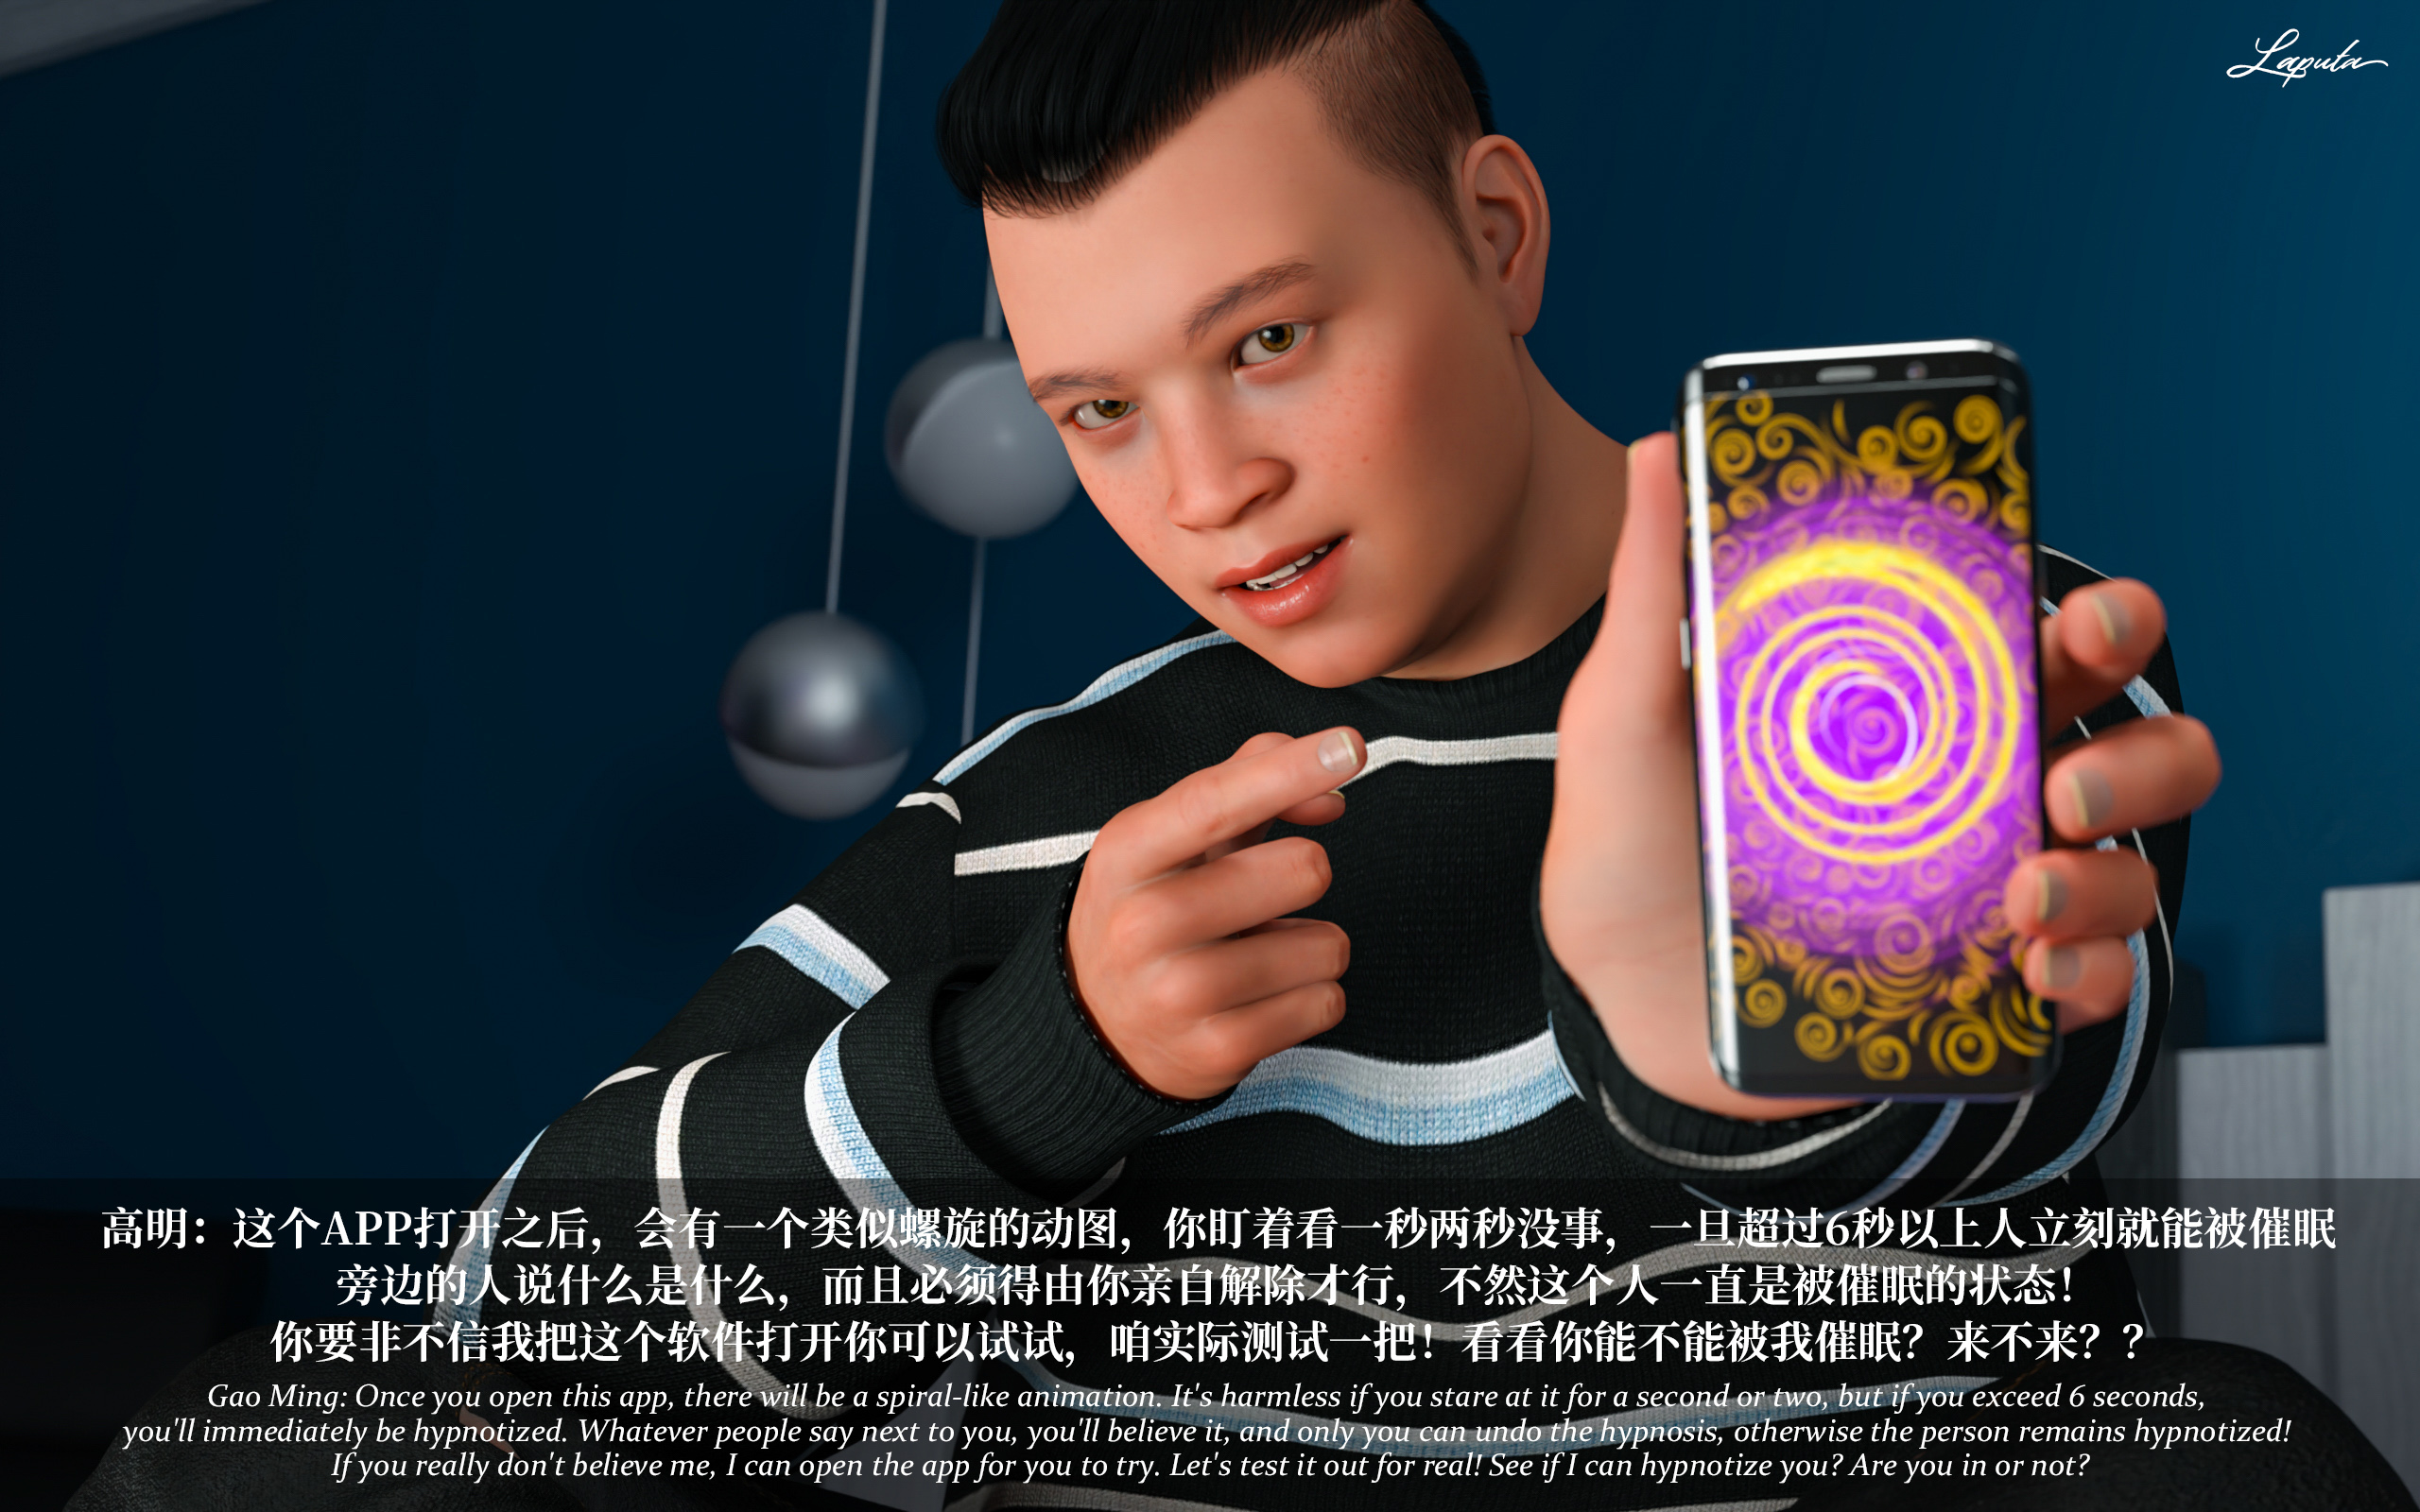 Laputa
高明：这个APP打开之后，会有一个类似螺旋的动图，你盯着看一秒两秒没事，一旦超过6秒以上人立刻就能被催眠
旁边的人说什么是什么，而且必须得由你亲自解除才行，不然这个人一直是被催眠的状态！
你要非不信我把这个软件打开你可以试试，咱实际测试一把！看看你能不能被我催眠？来不来？？
Gao Ming: Once you open this app, there will be a spiral-like animation. It's harmless if you stare at it for a second or two, but if you exceed 6 seconds,
you'll immediately be hypnotized. Whatever people say next to you, you'll believe it, and only you can undo the hypnosis, otherwise the person remains hypnotized!
If you really don't believe me, I can open the app for you to try. Let's test it out for real! See if I can hypnotize you? Are you in or not?